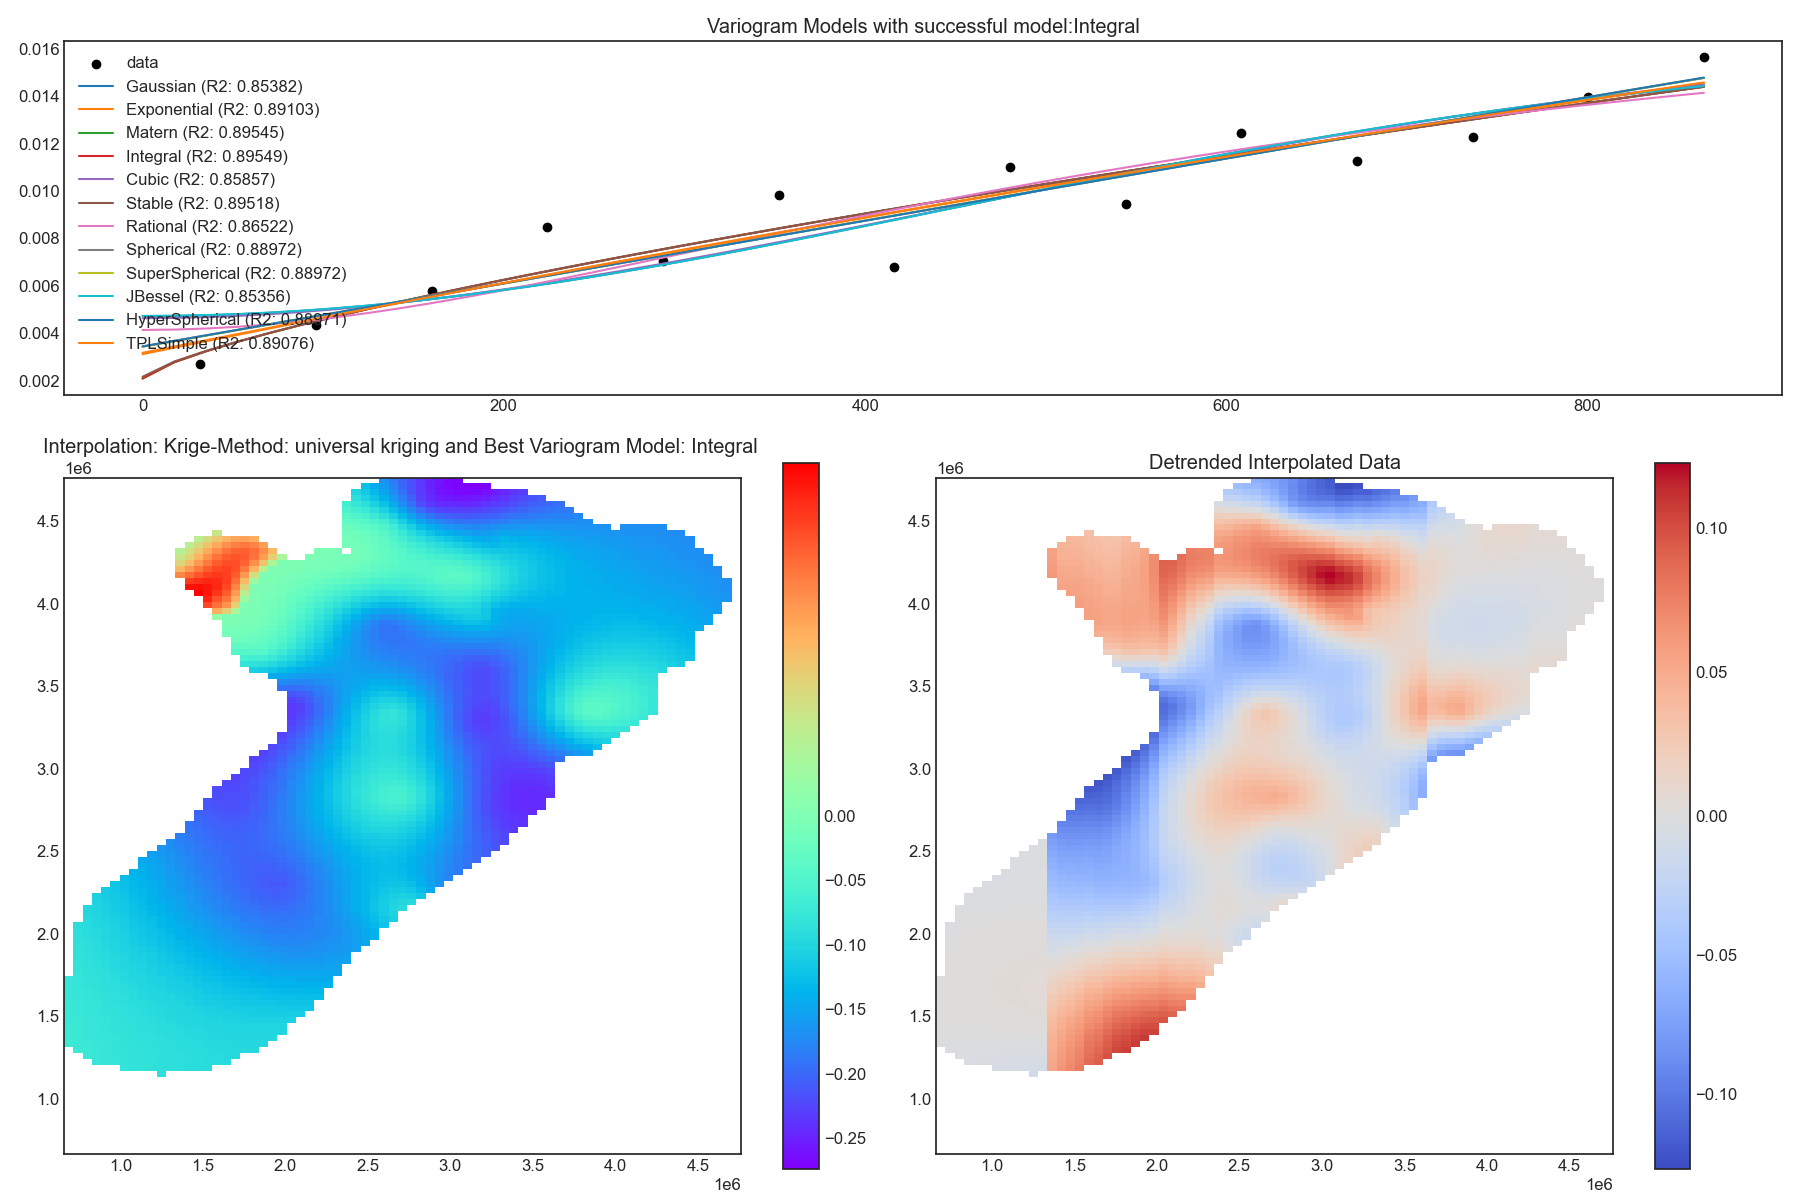 Variogram Models with successful model:Integral
0.016
0.014
0.012
0.010
0.008
0.006
0.004
0.002
data
Gaussian (R2: 0.85382)
Exponential (R2: 0.89103)
Matern (R2: 0.89545)
Integral (R2: 0.89549)
Cubic (R2: 0.85857)
Stable (R2: 0.89518)
Rational (R2: 0.86522)
Spherical (R2: 0.88972)
SuperSpherical (R2: 0.88972)
JBessel (R2: 0.85356)
HyperSpherical (R2: 0.88971)
TPLSimple (R2: 0.89076)
0 200 400 600 800
Interpolation: Krige-Method: universal kriging and Best Variogram Model: Integral
1e6
4.5
4.0
3.5
3.0
2.5
2.0
1.5
1.0
1.0 1.5 2.0 2.5 3.0 3.5 4.0 4.5
1e6
0.00
−0.05
−0.10
−0.15
−0.20
−0.25
Detrended Interpolated Data
1e6
4.5
4.0
3.5
3.0
2.5
2.0
1.5
1.0
1.0 1.5 2.0 2.5 3.0 3.5 4.0 4.5
1e6
0.10
0.05
0.00
−0.05
−0.10